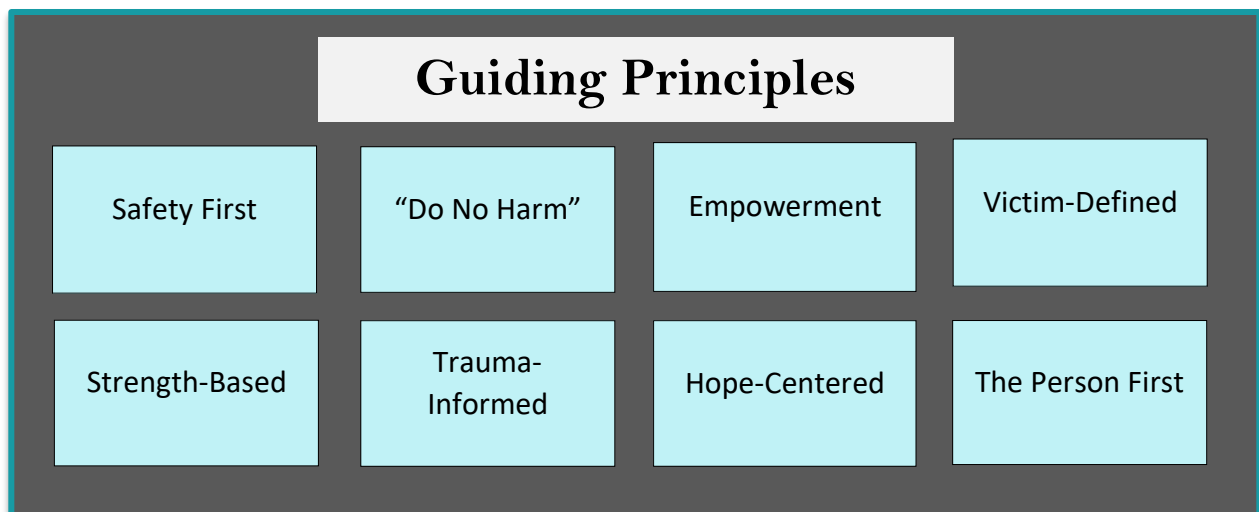 Guiding Principles
Safety First
“Do No Harm”
Empowerment
Victim-Defined
Strength-Based
Trauma-
Informed
Hope-Centered
The Person First